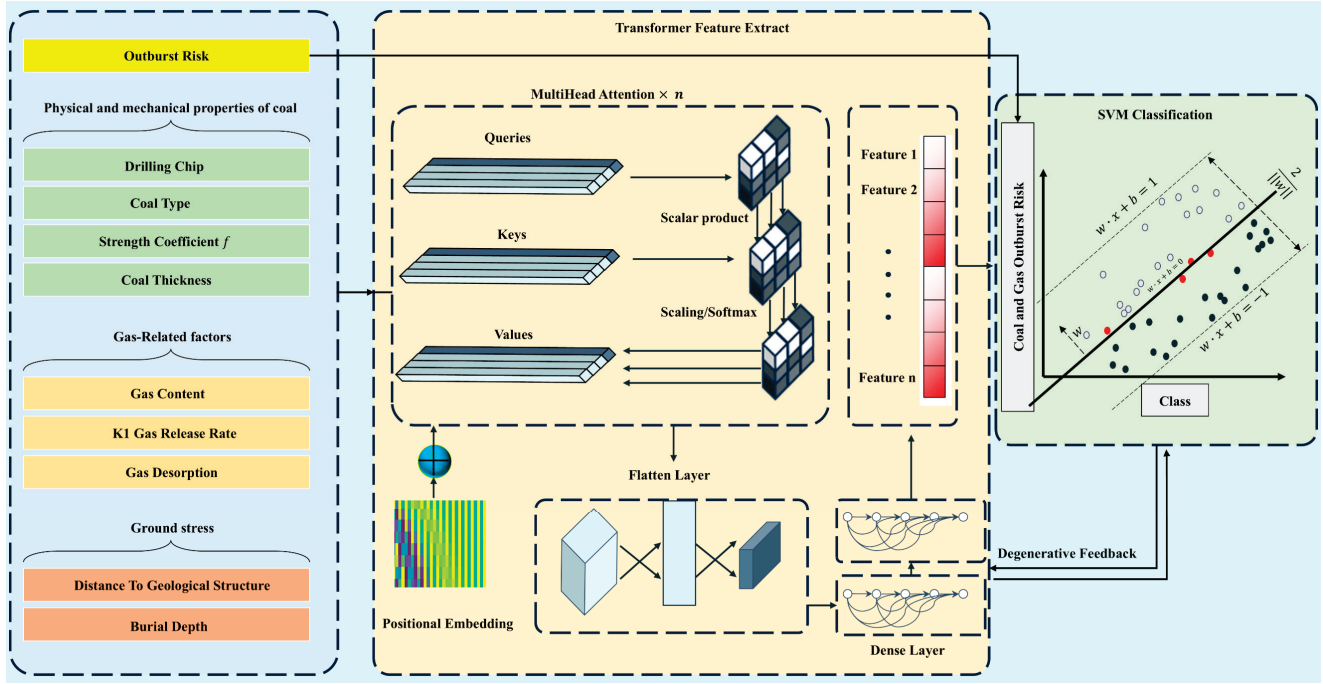 Outburst Risk
Physical and mechanical properties of coal
Drilling Chip
Coal Type
Strength Coefficient f
Coal Thickness
Gas-Related factors
Gas Content
K1 Gas Release Rate
Gas Desorption
Ground stress
Distance To Geological Structure
Burial Depth
Transformer Feature Extract
MultiHead Attention × n
Queries
Scalar product
Keys
Scaling/Softmax
Values
Positional Embedding
Flatten Layer
Feature 1
Feature 2
Feature n
Dense Layer
Degenerative Feedback
SVM Classification
Coal and Gas Outburst Risk
w · x + b = 1
2
||w||
w · x + b = 0
w
w · x + b = −1
Class